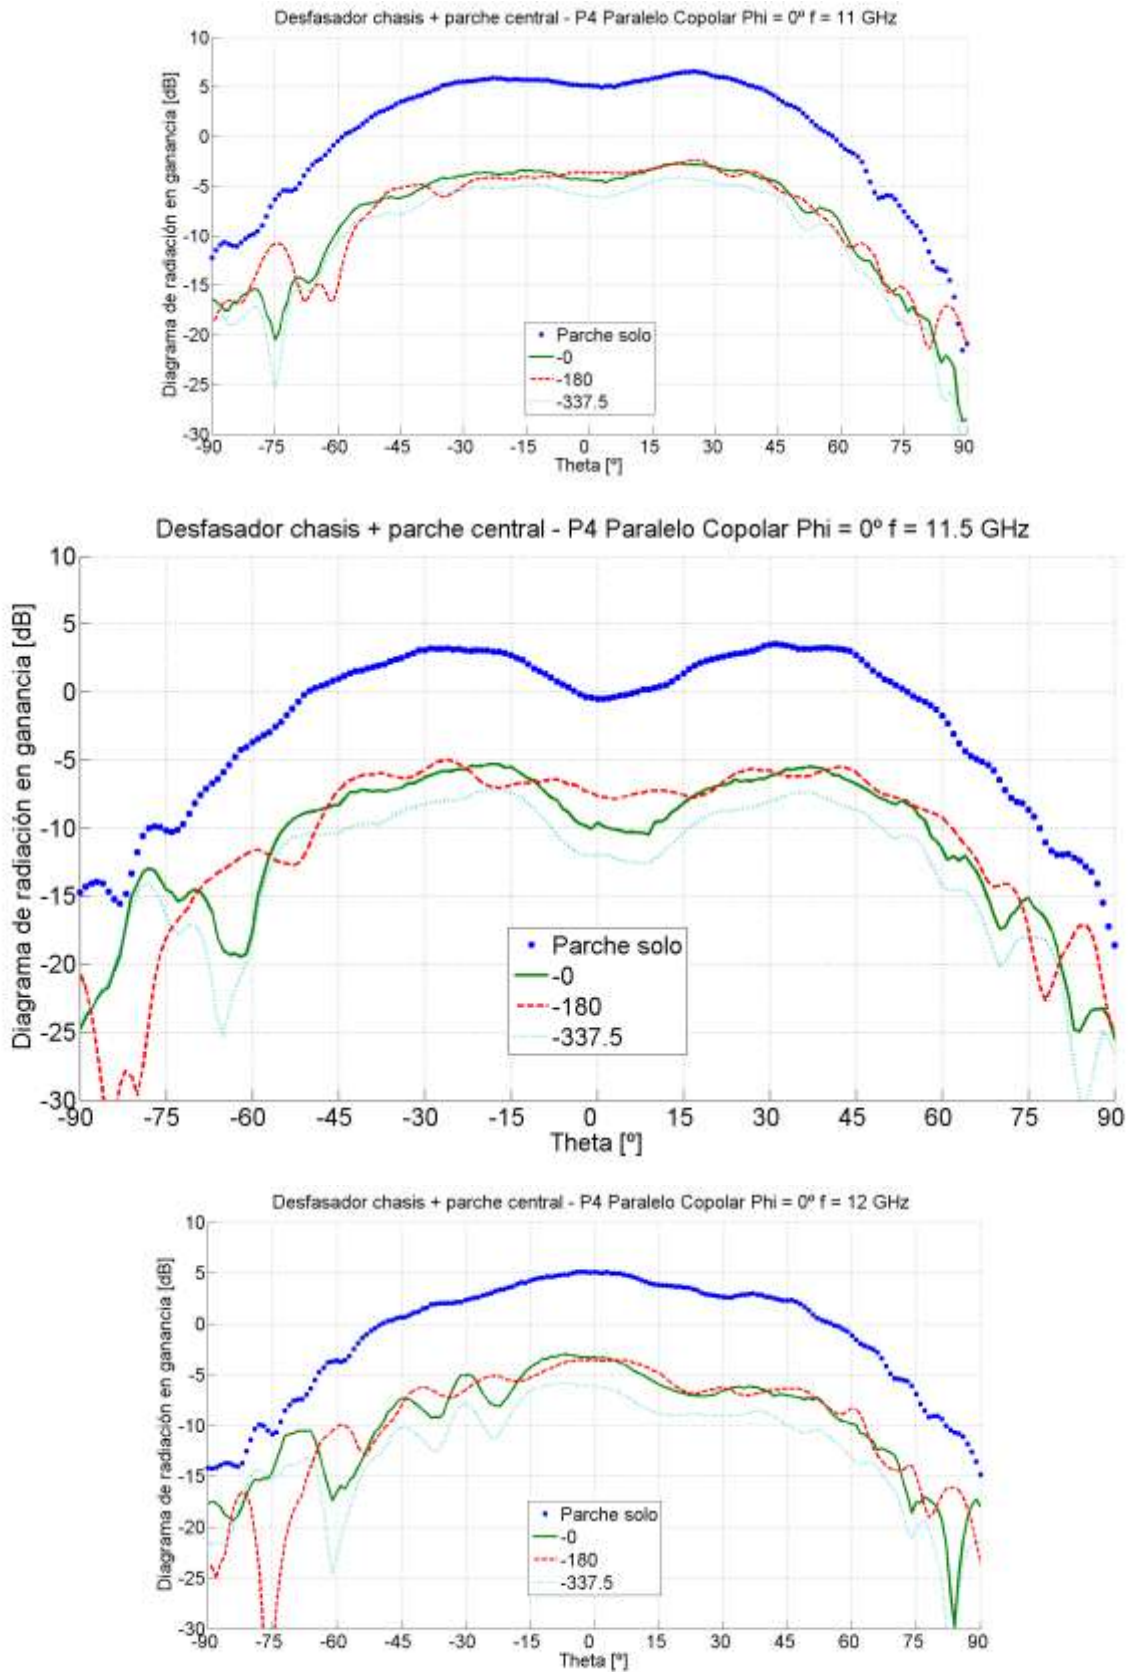 Desfasador chasis + parche central - P4 Paralelo Copolar Phi = 0º f = 11 GHz
Diagrama de radiación en ganancia [dB]
10
5
0
-5
-10
-15
-20
-25
-30
Parche solo
-0
-180
-337.5
-90 -75 -60 -45 -30 -15 0 15 30 45 60 75 90
Theta [º]
Desfasador chasis + parche central - P4 Paralelo Copolar Phi = 0º f = 11.5 GHz
Diagrama de radiación en ganancia [dB]
10
5
0
-5
-10
-15
-20
-25
-30
Parche solo
-0
-180
-337.5
-90 -75 -60 -45 -30 -15 0 15 30 45 60 75 90
Theta [º]
Desfasador chasis + parche central - P4 Paralelo Copolar Phi = 0º f = 12 GHz
Diagrama de radiación en ganancia [dB]
10
5
0
-5
-10
-15
-20
-25
-30
Parche solo
-0
-180
-337.5
-90 -75 -60 -45 -30 -15 0 15 30 45 60 75 90
Theta [º]